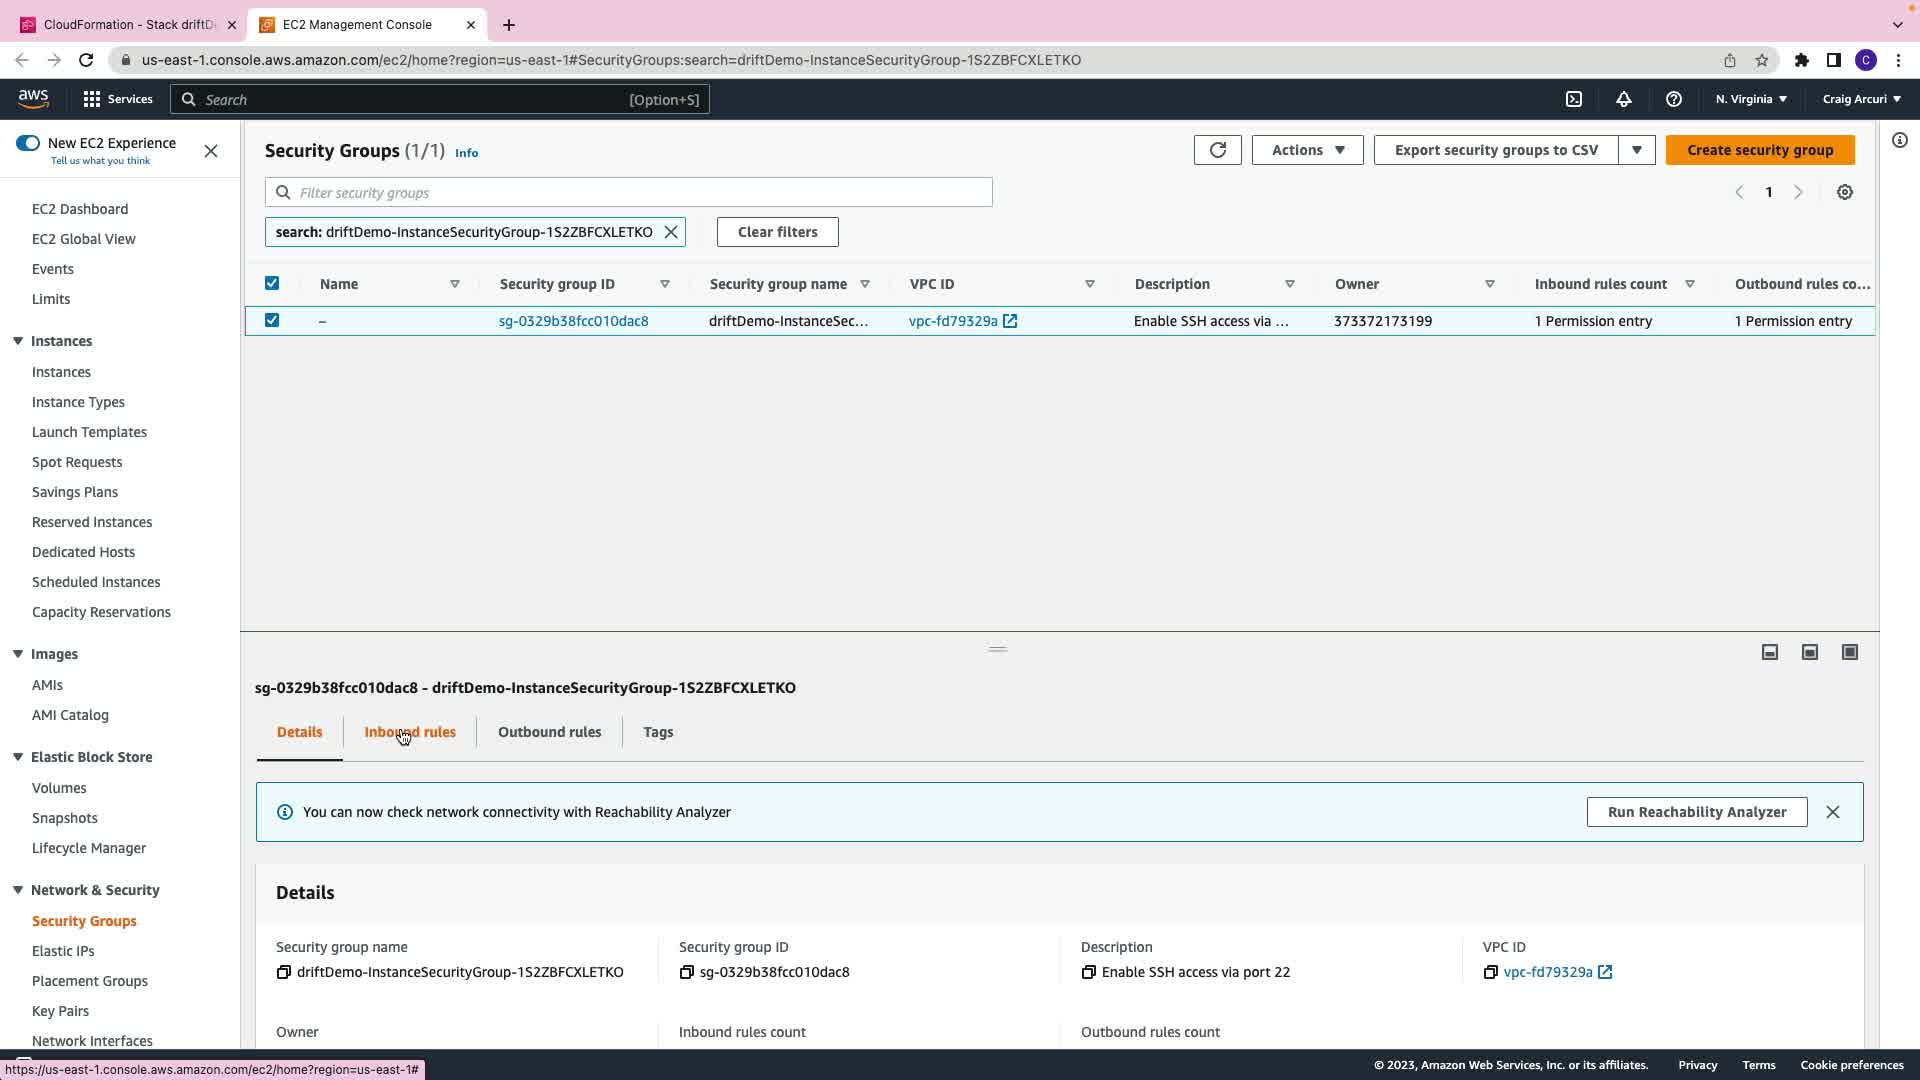 CloudFormation - Stack driftD
EC2 Management Console
us-east-1.console.aws.amazon.com/ec2/home?region=us-east-1#SecurityGroups:search=driftDemo-InstanceSecurityGroup-1S2ZBFCXLETKO
C
aws
Services
Search
[Option+S]
N. Virginia
Craig Arcuri
New EC2 Experience
Tell us what you think
EC2 Dashboard
EC2 Global View
Events
Limits
Instances
Instances
Instance Types
Launch Templates
Spot Requests
Savings Plans
Reserved Instances
Dedicated Hosts
Scheduled Instances
Capacity Reservations
Images
AMIs
AMI Catalog
Elastic Block Store
Volumes
Snapshots
Lifecycle Manager
Network & Security
Security Groups
Elastic IPs
Placement Groups
Key Pairs
Network Interfaces
Security Groups (1/1) Info
Actions
Export security groups to CSV
Create security group
Filter security groups
1
search: driftDemo-InstanceSecurityGroup-1S2ZBFCXLETKO
Clear filters
Name Security group ID Security group name VPC ID Description Owner Inbound rules count Outbound rules co...
– sg-0329b38fcc010dac8 driftDemo-InstanceSec... vpc-fd79329a Enable SSH access via ... 373372173199 1 Permission entry 1 Permission entry
sg-0329b38fcc010dac8 - driftDemo-InstanceSecurityGroup-1S2ZBFCXLETKO
Details Inbound rules Outbound rules Tags
You can now check network connectivity with Reachability Analyzer
Run Reachability Analyzer
Details
Security group name
driftDemo-InstanceSecurityGroup-1S2ZBFCXLETKO
Security group ID
sg-0329b38fcc010dac8
Description
Enable SSH access via port 22
VPC ID
vpc-fd79329a
Owner
Inbound rules count
Outbound rules count
https://us-east-1.console.aws.amazon.com/ec2/home?region=us-east-1#
© 2023, Amazon Web Services, Inc. or its affiliates.
Privacy
Terms
Cookie preferences